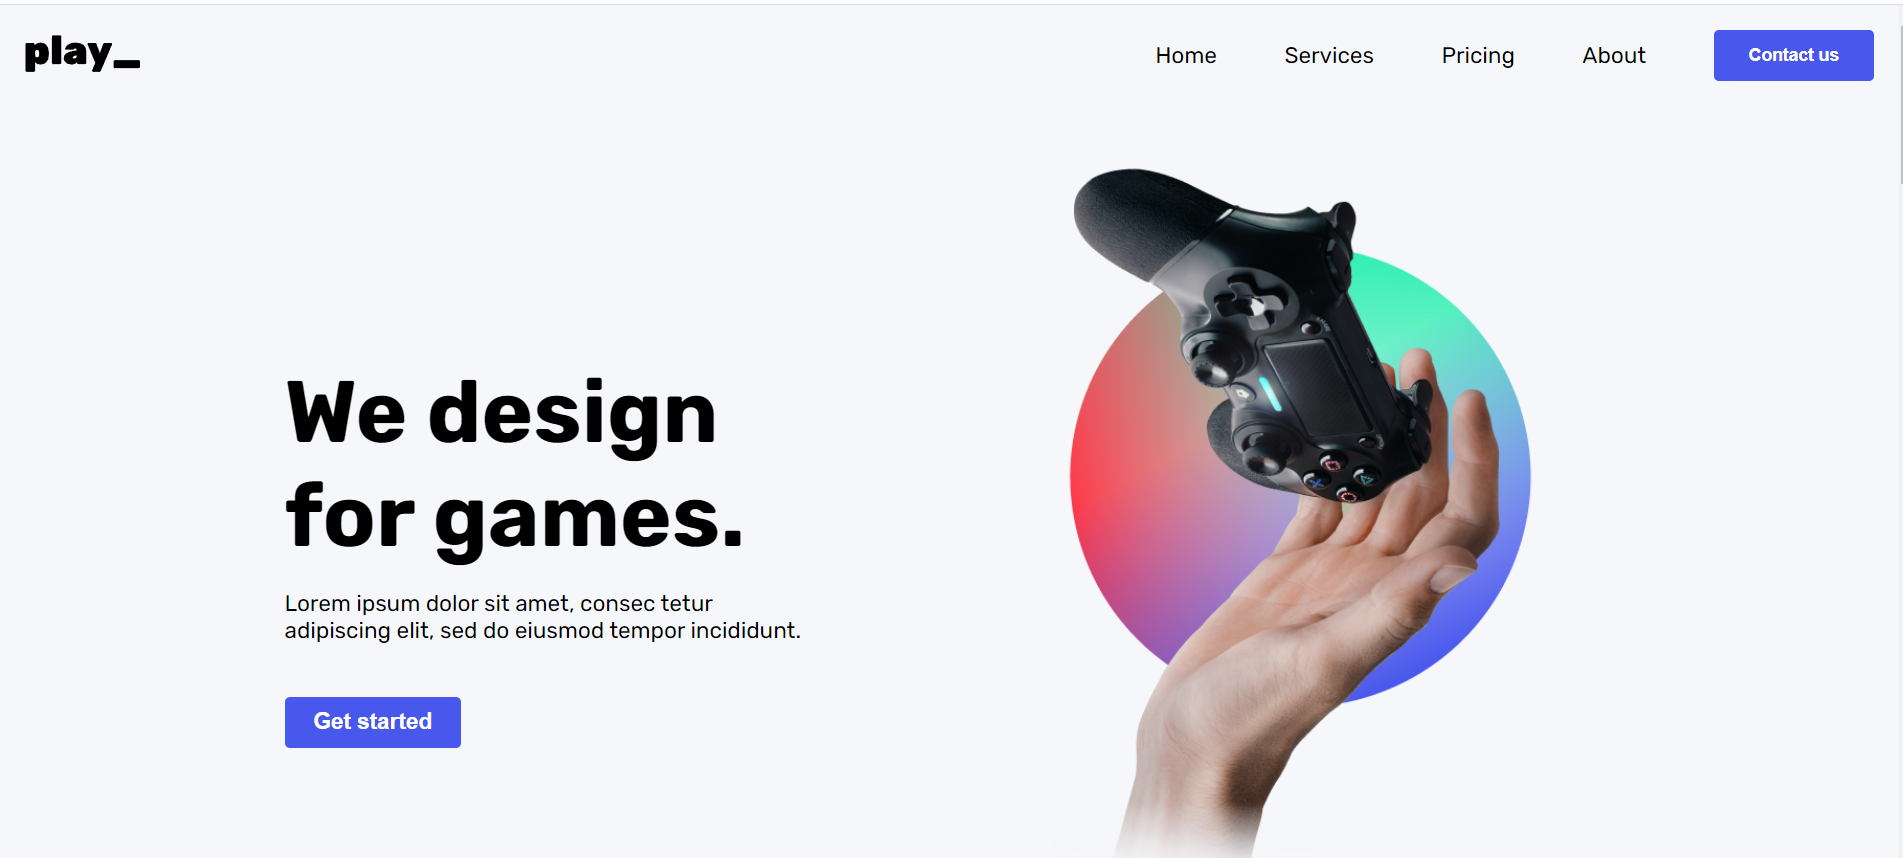 play_
Home Services Pricing About Contact us
We design
for games.
Lorem ipsum dolor sit amet, consec tetur
adipiscing elit, sed do eiusmod tempor incididunt.
Get started